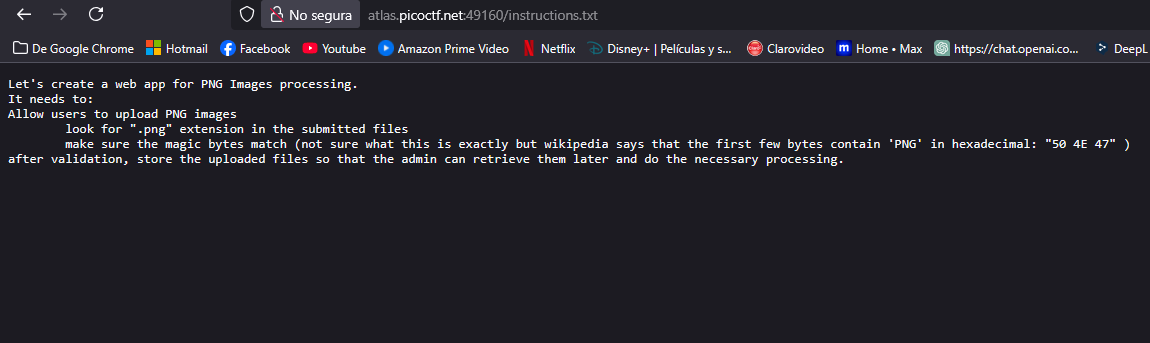 No segura
atlas.picoctf.net:49160/instructions.txt
De Google Chrome
Hotmail
Facebook
Youtube
Amazon Prime Video
Netflix
Disney+ | Películas y s...
Clarovideo
Home • Max
https://chat.openai.co...
DeepL
Let's create a web app for PNG Images processing.
It needs to:
Allow users to upload PNG images
look for ".png" extension in the submitted files
make sure the magic bytes match (not sure what this is exactly but wikipedia says that the first few bytes contain 'PNG' in hexadecimal: "50 4E 47" )
after validation, store the uploaded files so that the admin can retrieve them later and do the necessary processing.